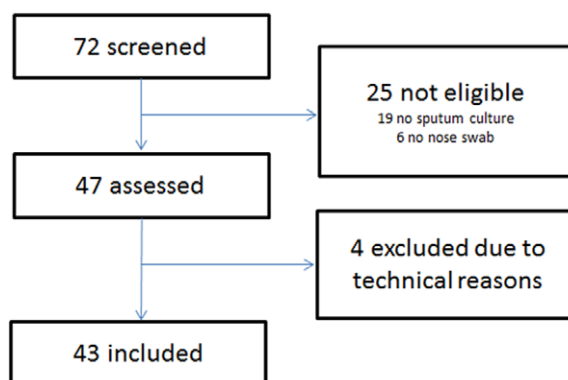 72 screened
25 not eligible
19 no sputum culture
6 no nose swab
47 assessed
4 excluded due to
technical reasons
43 included